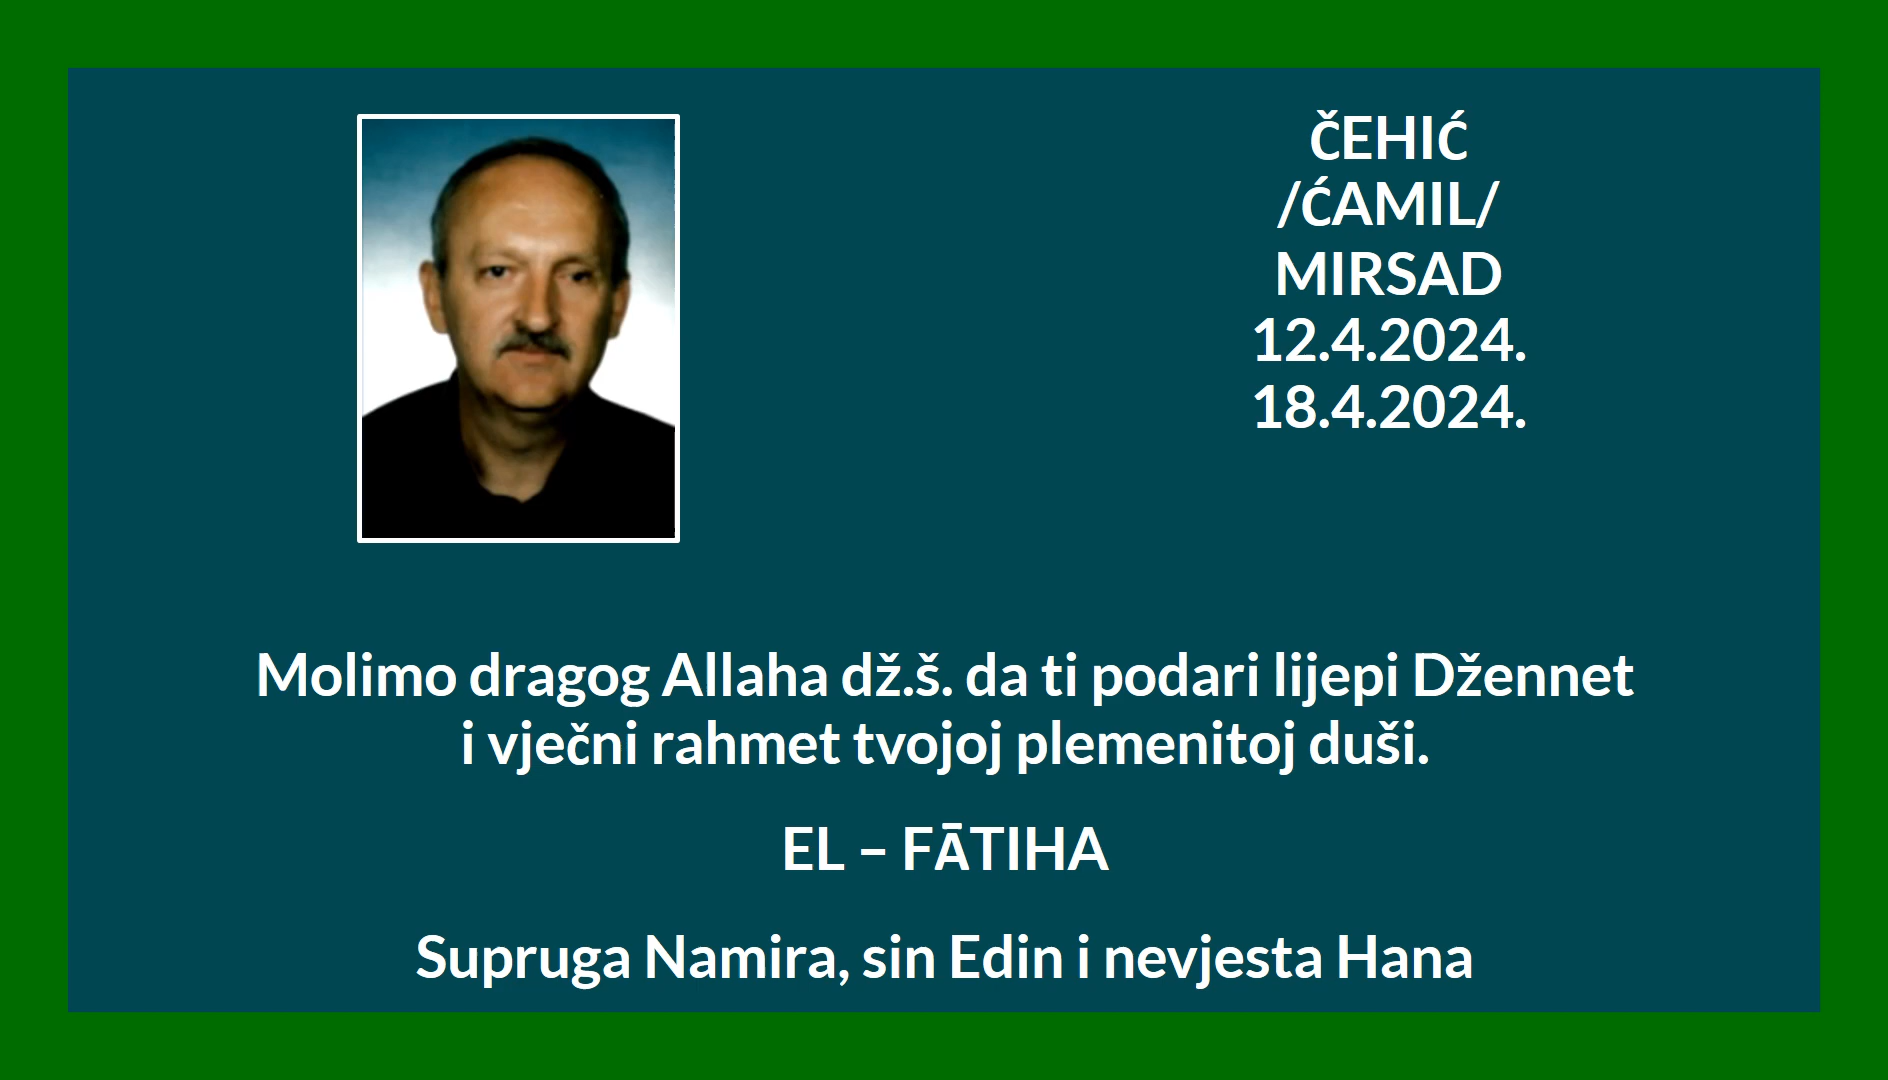 ČEHIĆ
/ĆAMIL/
MIRSAD
12.4.2024.
18.4.2024.
Molimo dragog Allaha dž.š. da ti podari lijepi Džennet
i vječni rahmet tvojoj plemenitoj duši.
EL – FĀTIHA
Supruga Namira, sin Edin i nevjesta Hana